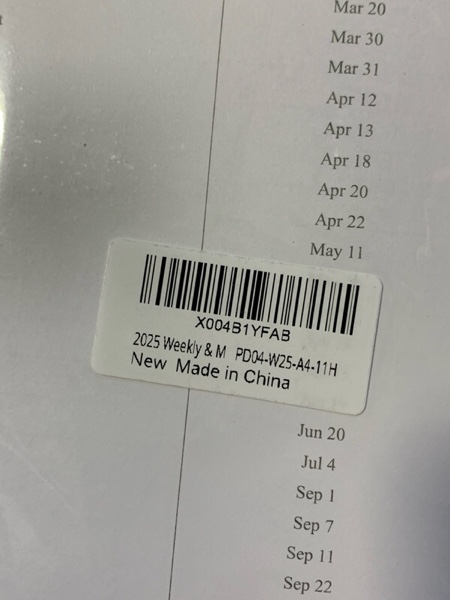 Mar 20
Mar 30
Mar 31
Apr 12
Apr 13
Apr 18
Apr 20
Apr 22
May 11
X004B1YFAB
2025 Weekly & M PD04-W25-A4-11H
New Made in China
Jun 20
Jul 4
Sep 1
Sep 7
Sep 11
Sep 22